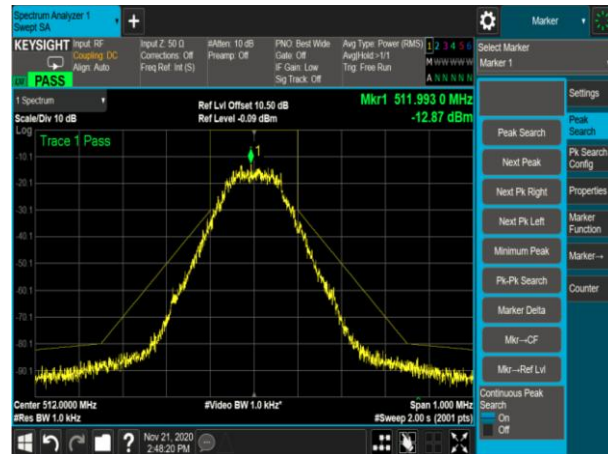 Spectrum Analyzer 1
Swept SA
Marker
KEYSIGHT
Input: RF
Coupling: DC
Align: Auto
Input Z: 50 Ω
Corrections: Off
Freq Ref: Int (S)
#Atten: 10 dB
Preamp: Off
PNO: Best Wide
Gate: Off
IF Gain: Low
Sig Track: Off
Avg Type: Power (RMS)
Avg|Hold:>1/1
Trig: Free Run
1 2 3 4 5 6
M W W W W W
A N N N N N
PASS
Select Marker
Marker 1
1 Spectrum
Scale/Div 10 dB
Ref Lvl Offset 10.50 dB
Ref Level -0.09 dBm
Mkr1 511.993 0 MHz
-12.87 dBm
Log
Trace 1 Pass
1
-10.1
-20.1
-30.1
-40.1
-50.1
-60.1
-70.1
-80.1
-90.1
Center 512.0000 MHz
#Res BW 1.0 kHz
#Video BW 1.0 kHz*
Span 1.000 MHz
#Sweep 2.00 s (2001 pts)
Peak Search
Next Peak
Next Pk Right
Next Pk Left
Minimum Peak
Pk-Pk Search
Marker Delta
Mkr→CF
Mkr→Ref Lvl
Continuous Peak
Search
On
Off
Settings
Peak
Search
Pk Search
Config
Properties
Marker
Function
Marker→
Counter
?
Nov 21, 2020
2:48:20 PM